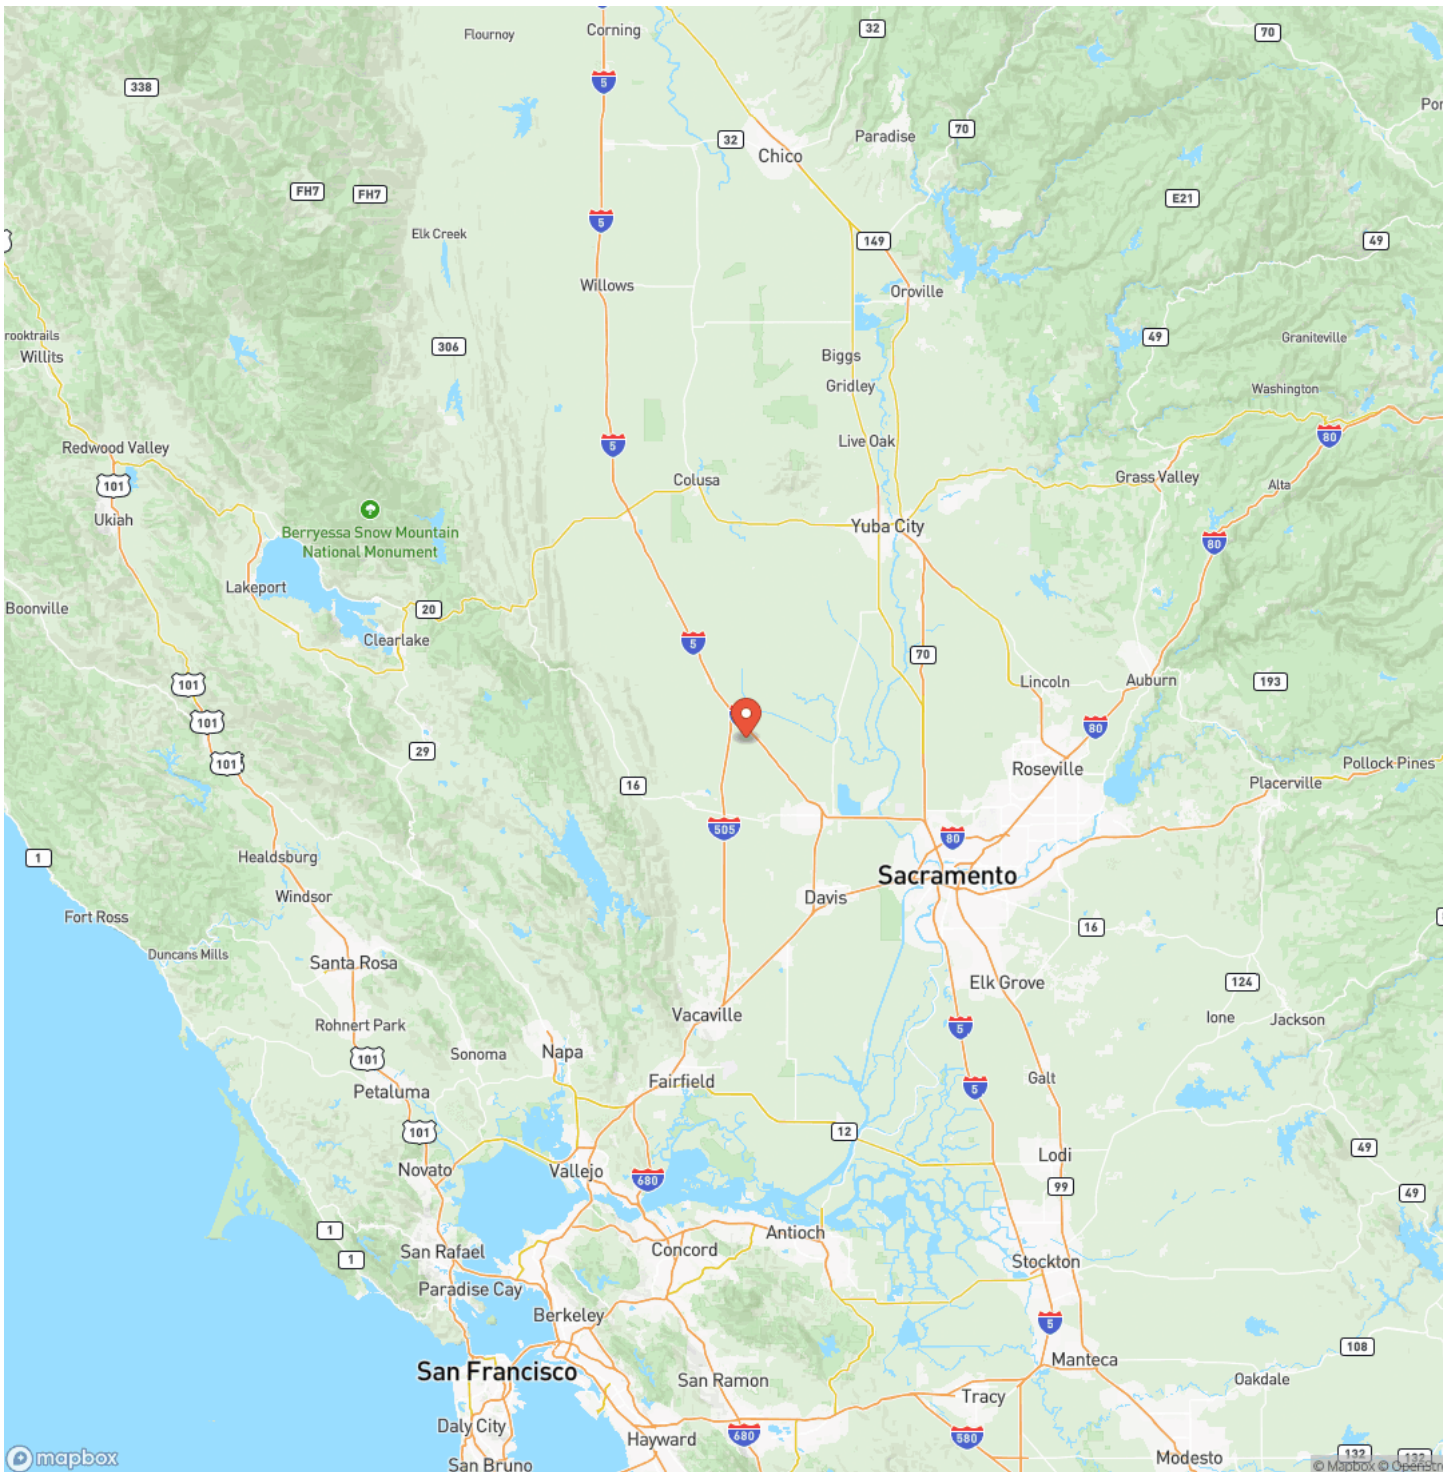 Flournoy
Corning
32
70
5
338
Por
32
Paradise
70
Chico
FH7
FH7
E21
5
Elk Creek
149
49
Willows
Oroville
rooktrails
Willits
306
Biggs
49
Graniteville
Gridley
Washington
5
Live Oak
80
Redwood Valley
101
Colusa
Grass Valley
Alta
Ukiah
Berryessa Snow Mountain
National Monument
Yuba City
80
Lakeport
Boonville
20
Clearlake
5
70
101
Lincoln
Auburn
193
101
80
29
101
Roseville
Pollock Pines
16
Placerville
505
80
1
Healdsburg
Sacramento
Windsor
Davis
Fort Ross
16
Duncans Mills
Santa Rosa
Elk Grove
124
Vacaville
Ione
Jackson
Rohnert Park
5
101
Sonoma
Napa
Petaluma
Fairfield
Galt
5
101
12
49
Novato
Vallejo
680
Lodi
99
49
1
Antioch
San Rafael
Concord
1
Stockton
Paradise Cay
Berkeley
5
108
San Francisco
Manteca
San Ramon
Oakdale
Tracy
Daly City
Hayward
680
580
mapbox
San Bruno
Modesto
132
132
© Mapbox © OpenStr